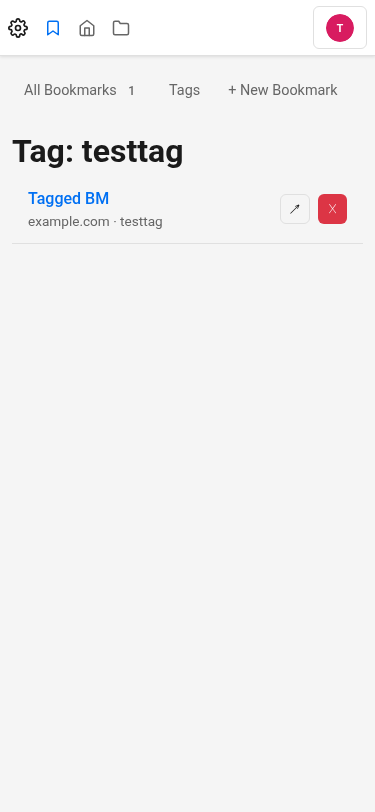 T
All Bookmarks 1 Tags + New Bookmark
Tag: testtag
Tagged BM
example.com · testtag
X